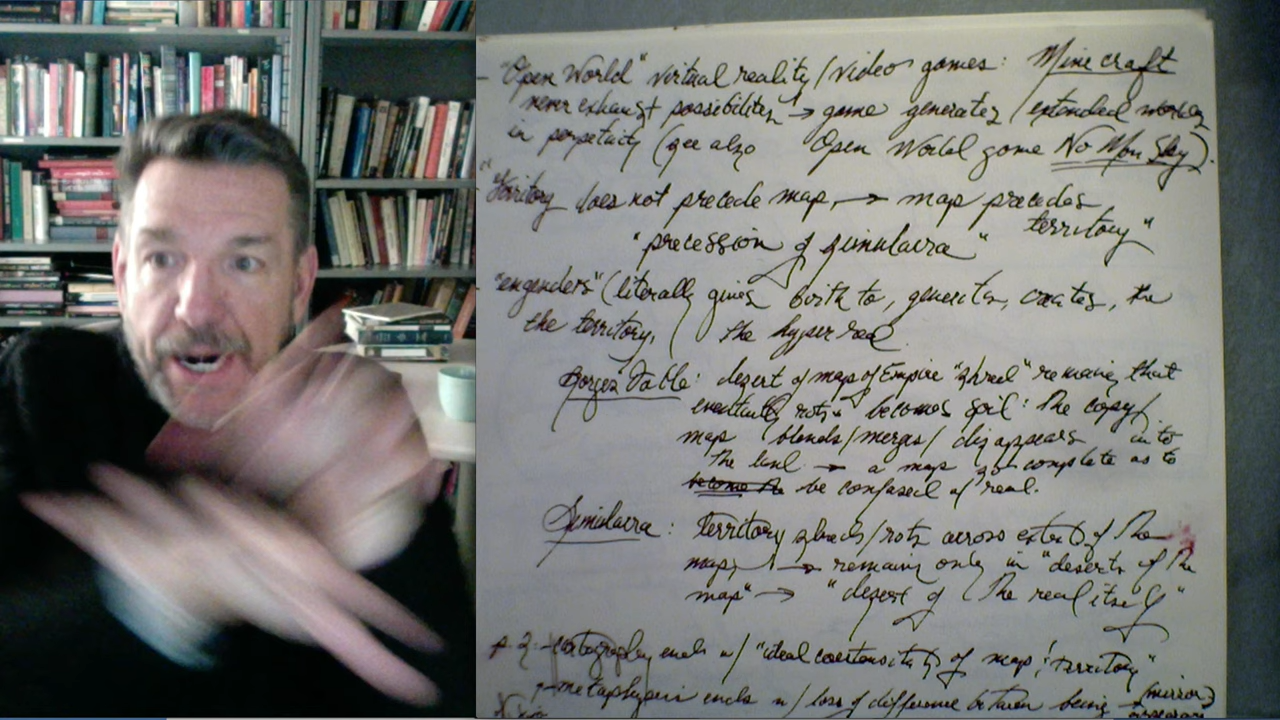 - "Open World" virtual reality/video games: Minecraft
never exhaust possibilities → game generates/extended worlds
in perpetuity (see also Open World game No Man Sky).
"Territory does not precede map, → map precedes
territory"
"precession of simulacra"
- "engenders" (literally gives birth to, generates, creates, the
the territory, the hyperreal
Borges Fable: desert of map of Empire "shred" remains that
eventually rots + becomes soil: the copy/
map blends/merges/disappears into
the land → a map so complete as to
be confused w/ real.
Simulacra: territory shreds/rots across extent of the
map, → remaining only in "deserts of the
map" → "desert of the real itself"
p. 2 - cartography ends w/ "ideal coextensivity of map/territory"
- metaphysics ends w/ loss of difference between being + (mirror)